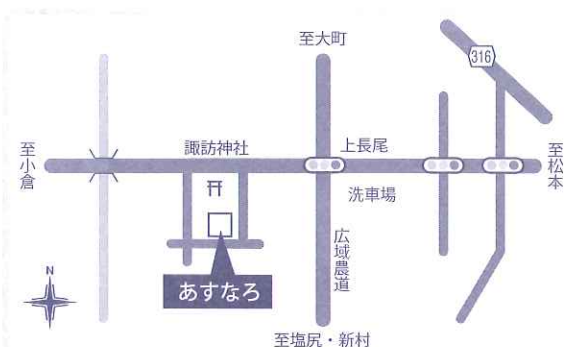 至大町
316
至小倉
諏訪神社
上長尾
至松本
洗車場
広域農道
N
あすなろ
至塩尻・新村